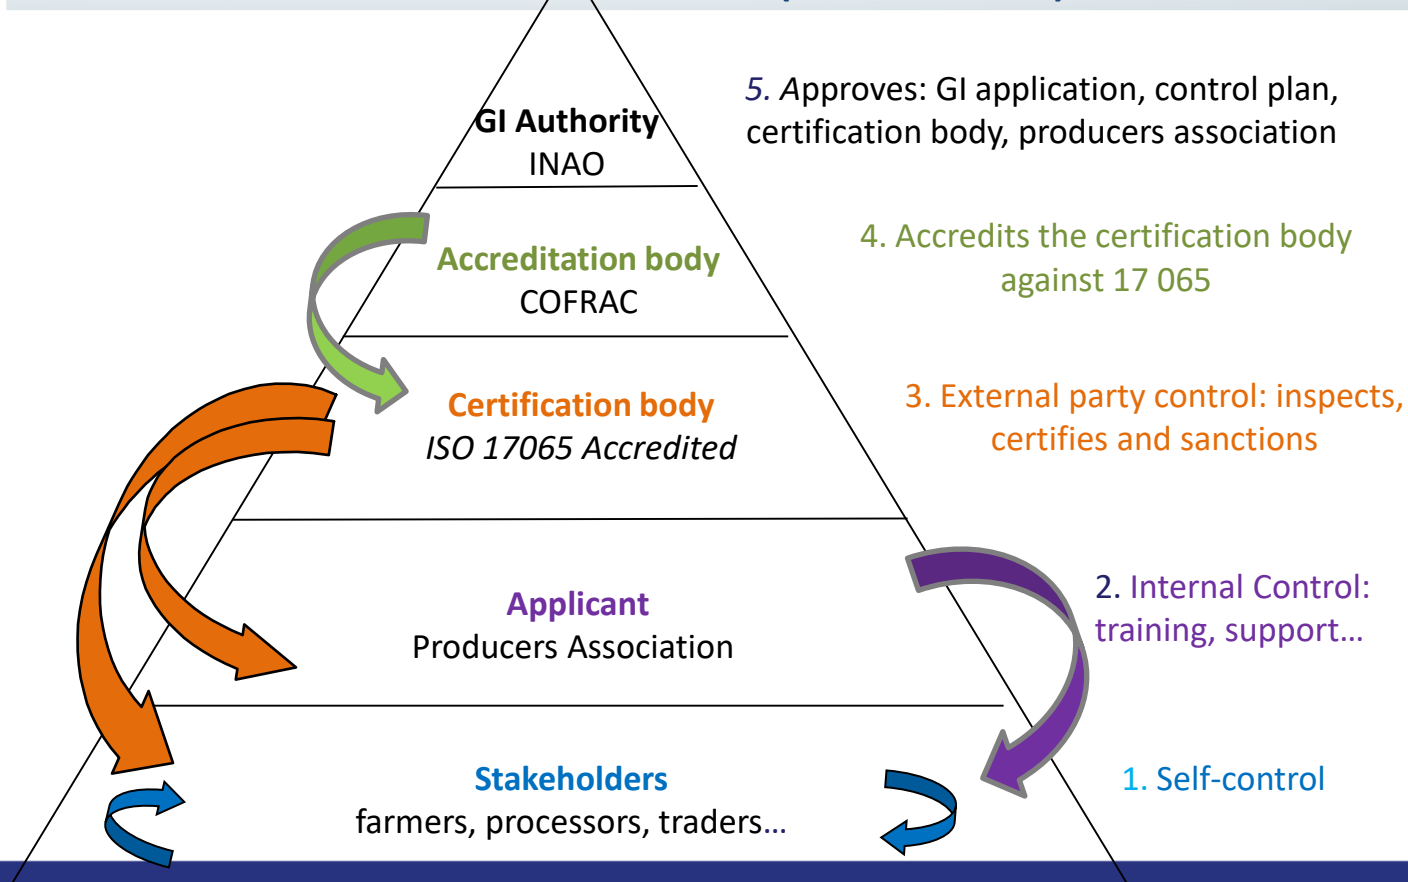 5. Approves: GI application, control plan,
certification body, producers association
GI Authority
INAO
4. Accredits the certification body
against 17 065
Accreditation body
COFRAC
3. External party control: inspects,
certifies and sanctions
Certification body
ISO 17065 Accredited
2. Internal Control:
training, support...
Applicant
Producers Association
1. Self-control
Stakeholders
farmers, processors, traders...